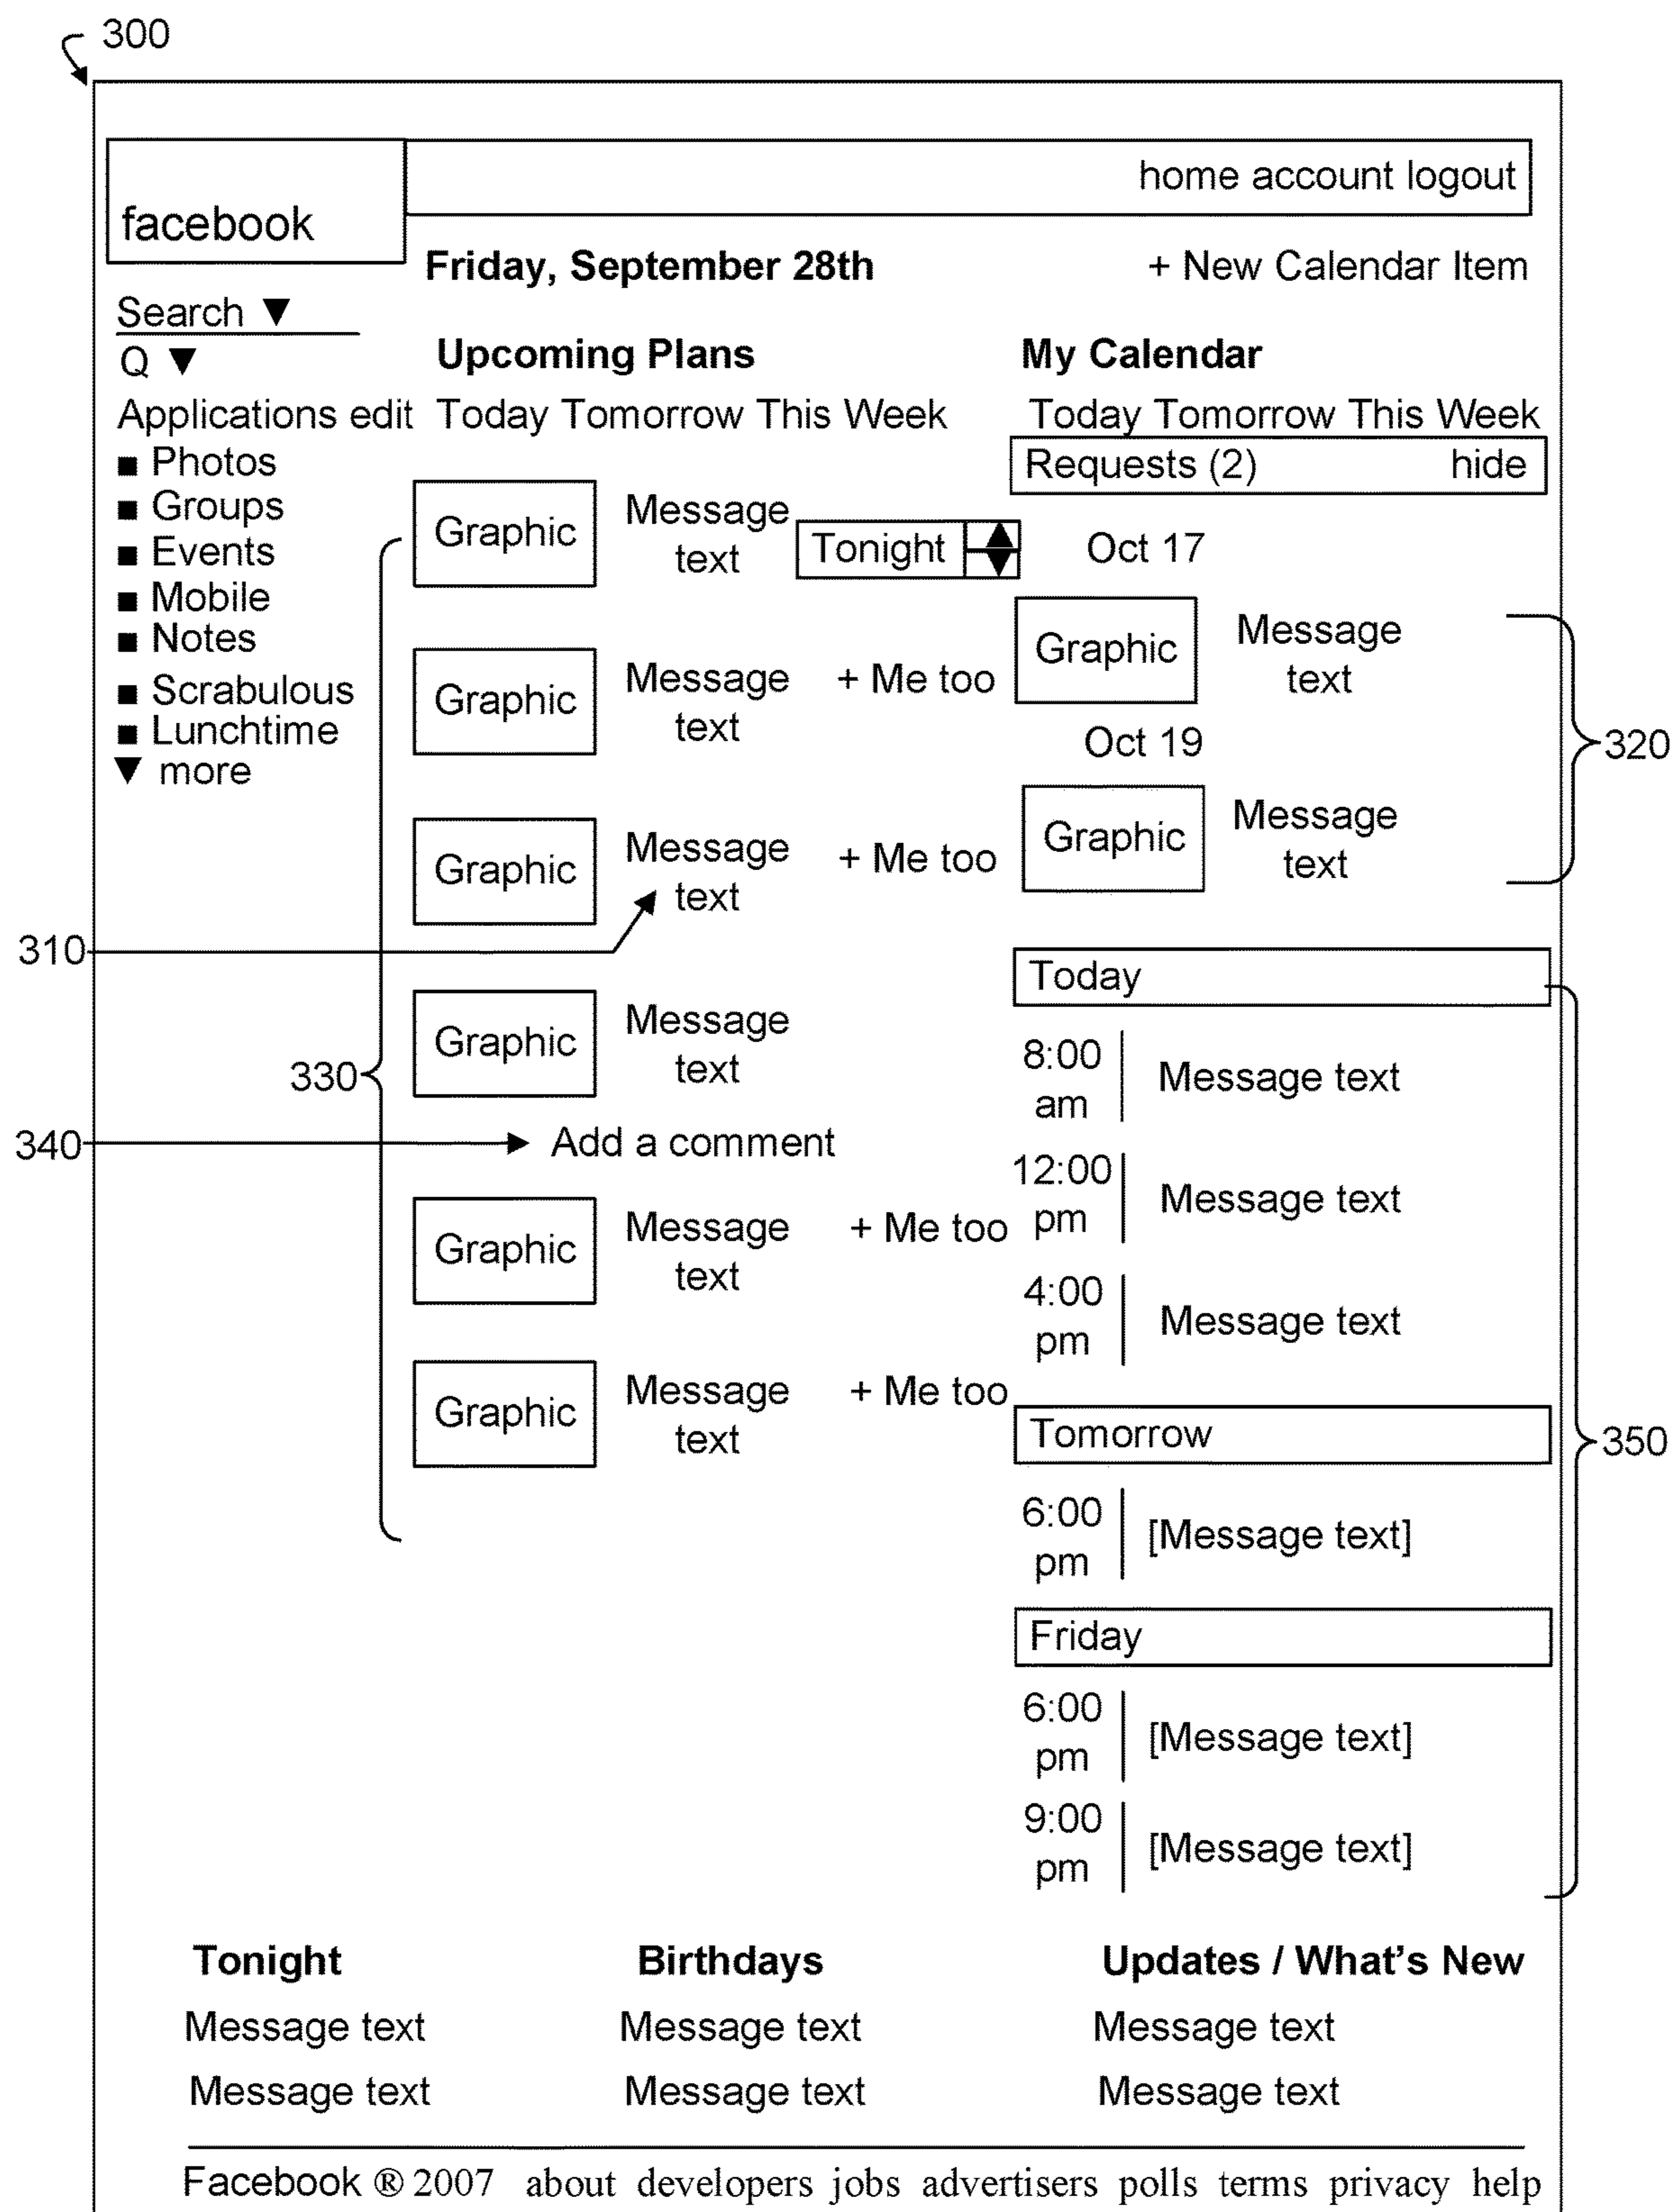 300
home account logout
facebook
Friday, September 28th
+ New Calendar Item
Search ▼
Q ▼
Applications edit
■ Photos
■ Groups
■ Events
■ Mobile
■ Notes
■ Scrabulous
■ Lunchtime
▼ more
Upcoming Plans
Today Tomorrow This Week
Graphic
Message
text
Tonight
Graphic
Message
text
+ Me too
Graphic
Message
text
+ Me too
310
Graphic
Message
text
330
340
Add a comment
Graphic
Message
text
+ Me too
Graphic
Message
text
+ Me too
My Calendar
Today Tomorrow This Week
Requests (2) hide
Oct 17
Graphic
Message
text
320
Oct 19
Graphic
Message
text
Today
8:00
am
Message text
12:00
pm
Message text
4:00
pm
Message text
Tomorrow
350
6:00
pm
[Message text]
Friday
6:00
pm
[Message text]
9:00
pm
[Message text]
Tonight
Message text
Message text
Birthdays
Message text
Message text
Updates / What's New
Message text
Message text
Facebook ® 2007 about developers jobs advertisers polls terms privacy help